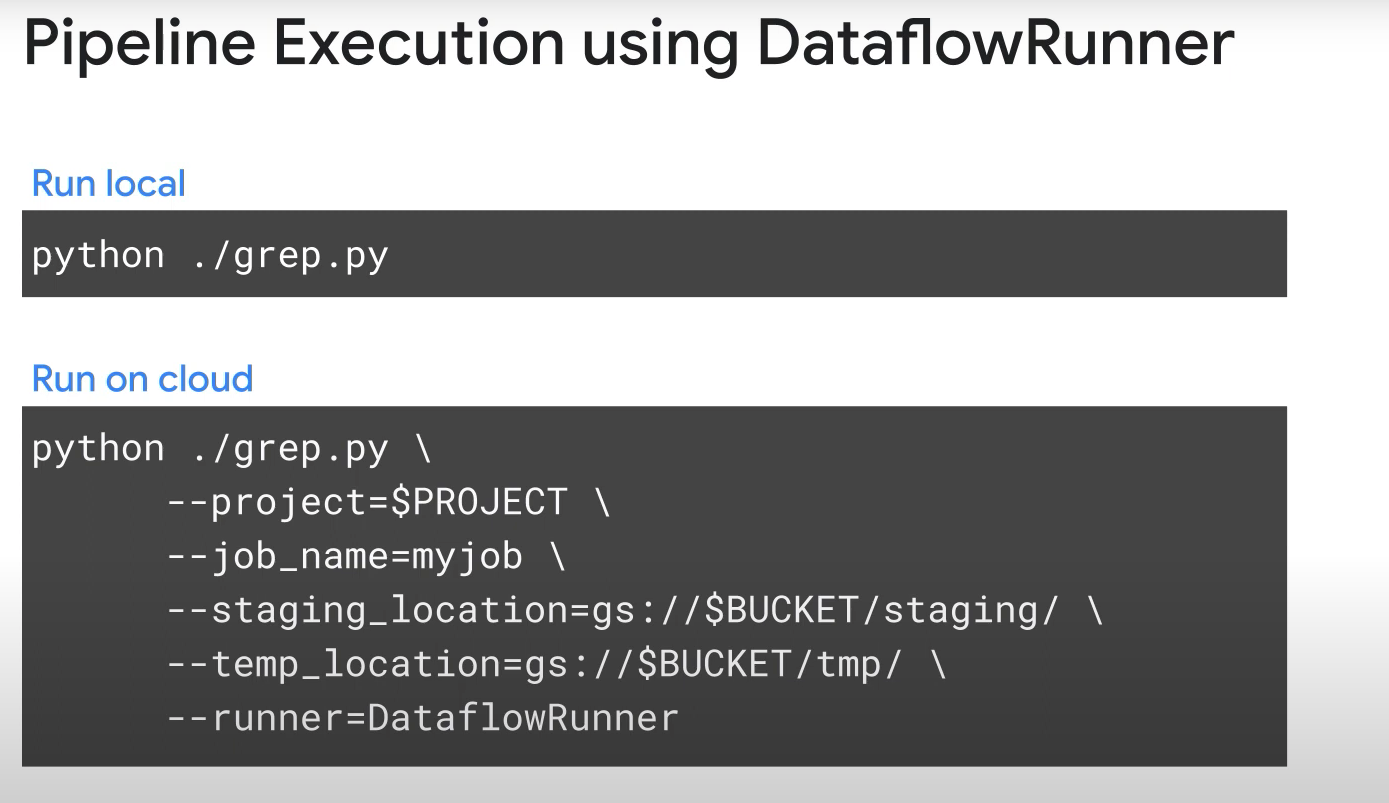 Pipeline Execution using DataflowRunner
Run local
python ./grep.py
Run on cloud
python ./grep.py \
--project=$PROJECT \
--job_name=myjob \
--staging_location=gs://$BUCKET/staging/ \
--temp_location=gs://$BUCKET/tmp/ \
--runner=DataflowRunner